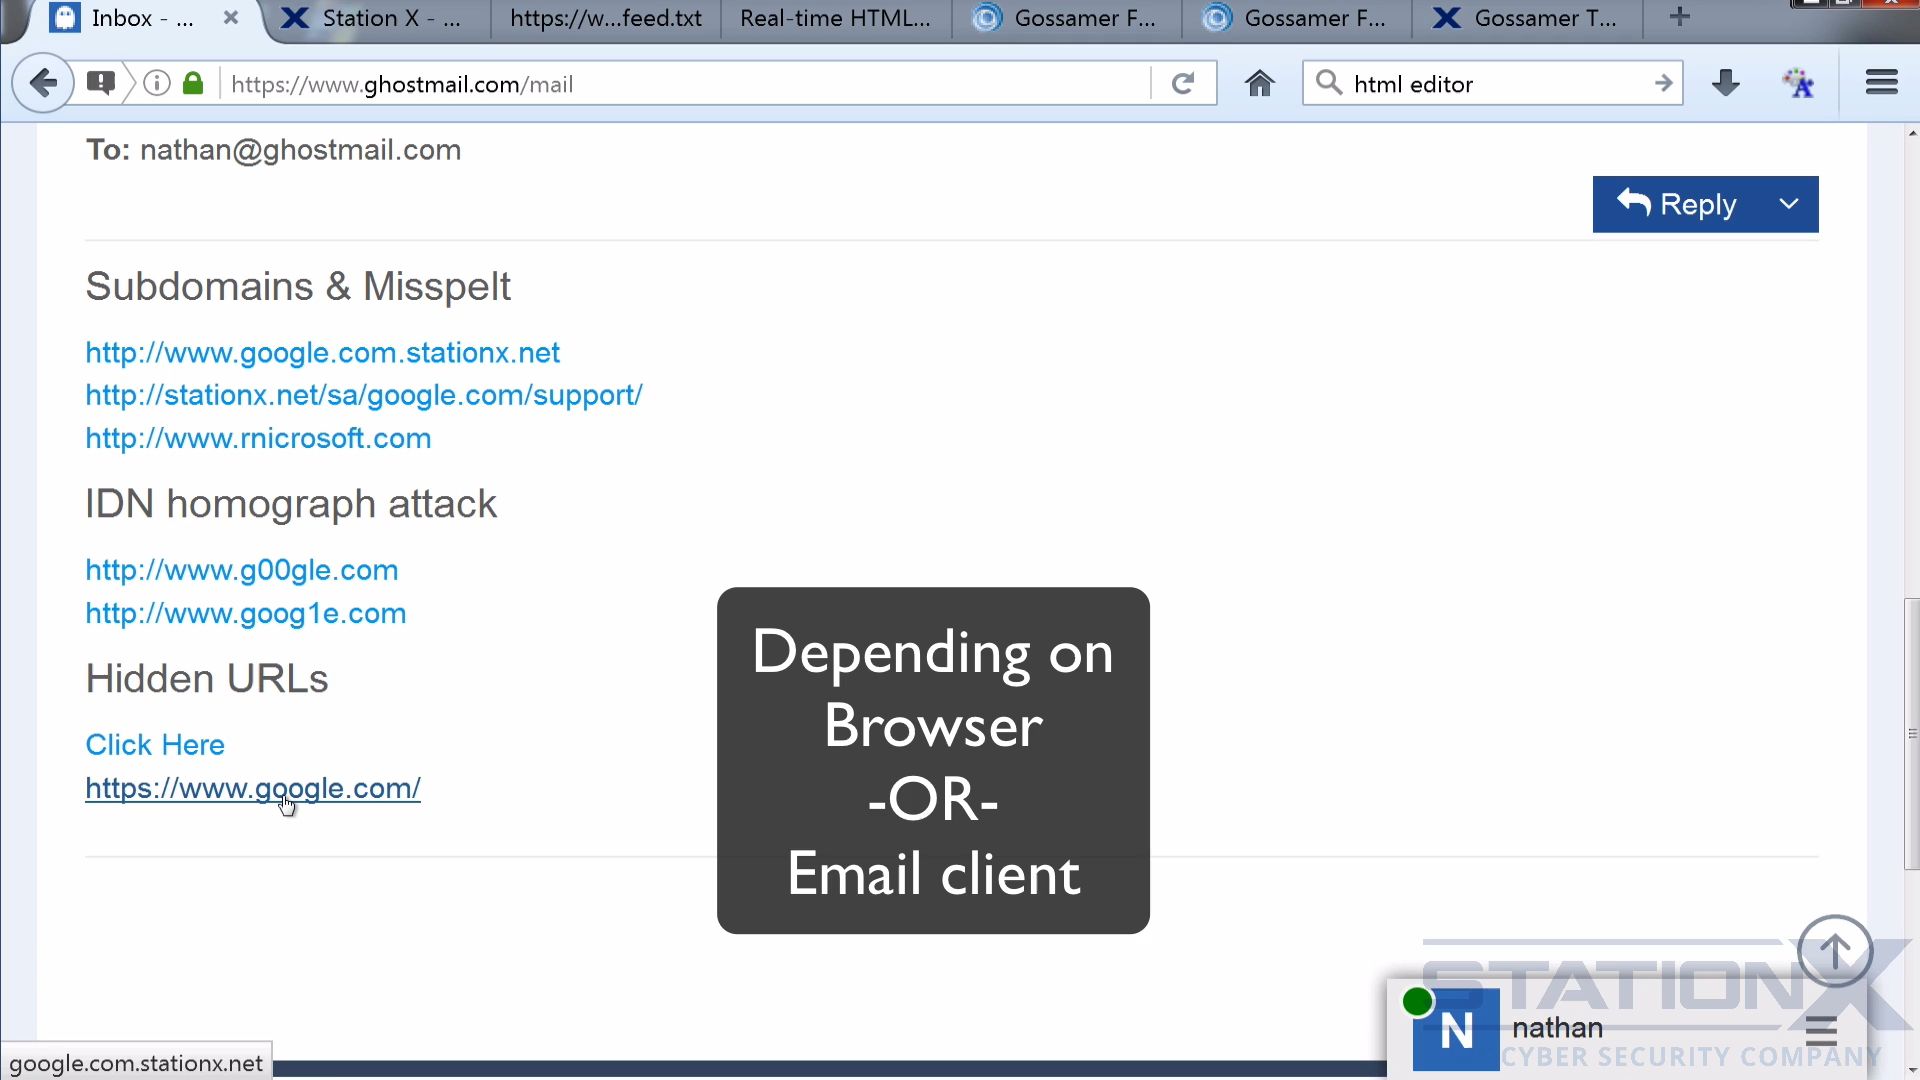 Inbox - ...
Station X - ...
https://w...feed.txt
Real-time HTML...
Gossamer F...
Gossamer F...
Gossamer T...
https://www.ghostmail.com/mail
html editor
To: nathan@ghostmail.com
Reply
Subdomains & Misspelt
http://www.google.com.stationx.net
http://stationx.net/sa/google.com/support/
http://www.rnicrosoft.com
IDN homograph attack
http://www.g00gle.com
http://www.goog1e.com
Hidden URLs
Click Here
https://www.google.com/
Depending on
Browser
-OR-
Email client
STATIONX
N
nathan
CYBER SECURITY COMPANY
google.com.stationx.net